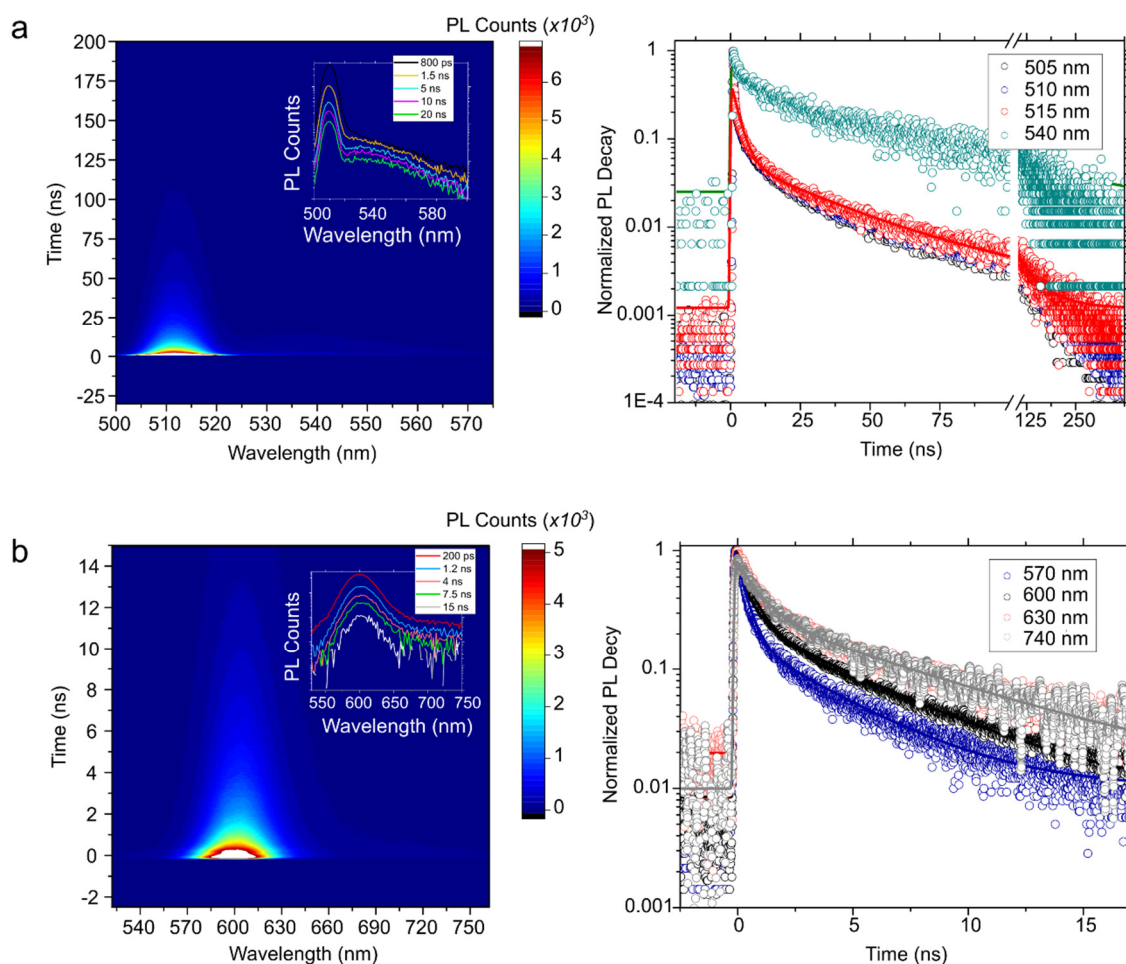 a
PL Counts (x10³)
200
175
150
125
100
75
50
25
0
-25
Time (ns)
500 510 520 530 540 550 560 570
Wavelength (nm)
6
5
4
3
2
1
0
PL Counts
800 ps
1.5 ns
5 ns
10 ns
20 ns
500 540 580
Wavelength (nm)
Normalized PL Decay
1
0.1
0.01
0.001
1E-4
505 nm
510 nm
515 nm
540 nm
0 25 50 75 125 250
Time (ns)
b
PL Counts (x10³)
14
12
10
8
6
4
2
0
-2
Time (ns)
540 570 600 630 660 690 720 750
Wavelength (nm)
5
4
3
2
1
0
PL Counts
200 ps
1.2 ns
4 ns
7.5 ns
15 ns
550 600 650 700 750
Wavelength (nm)
Normalized PL Decy
1
0.1
0.01
0.001
570 nm
600 nm
630 nm
740 nm
0 5 10 15
Time (ns)